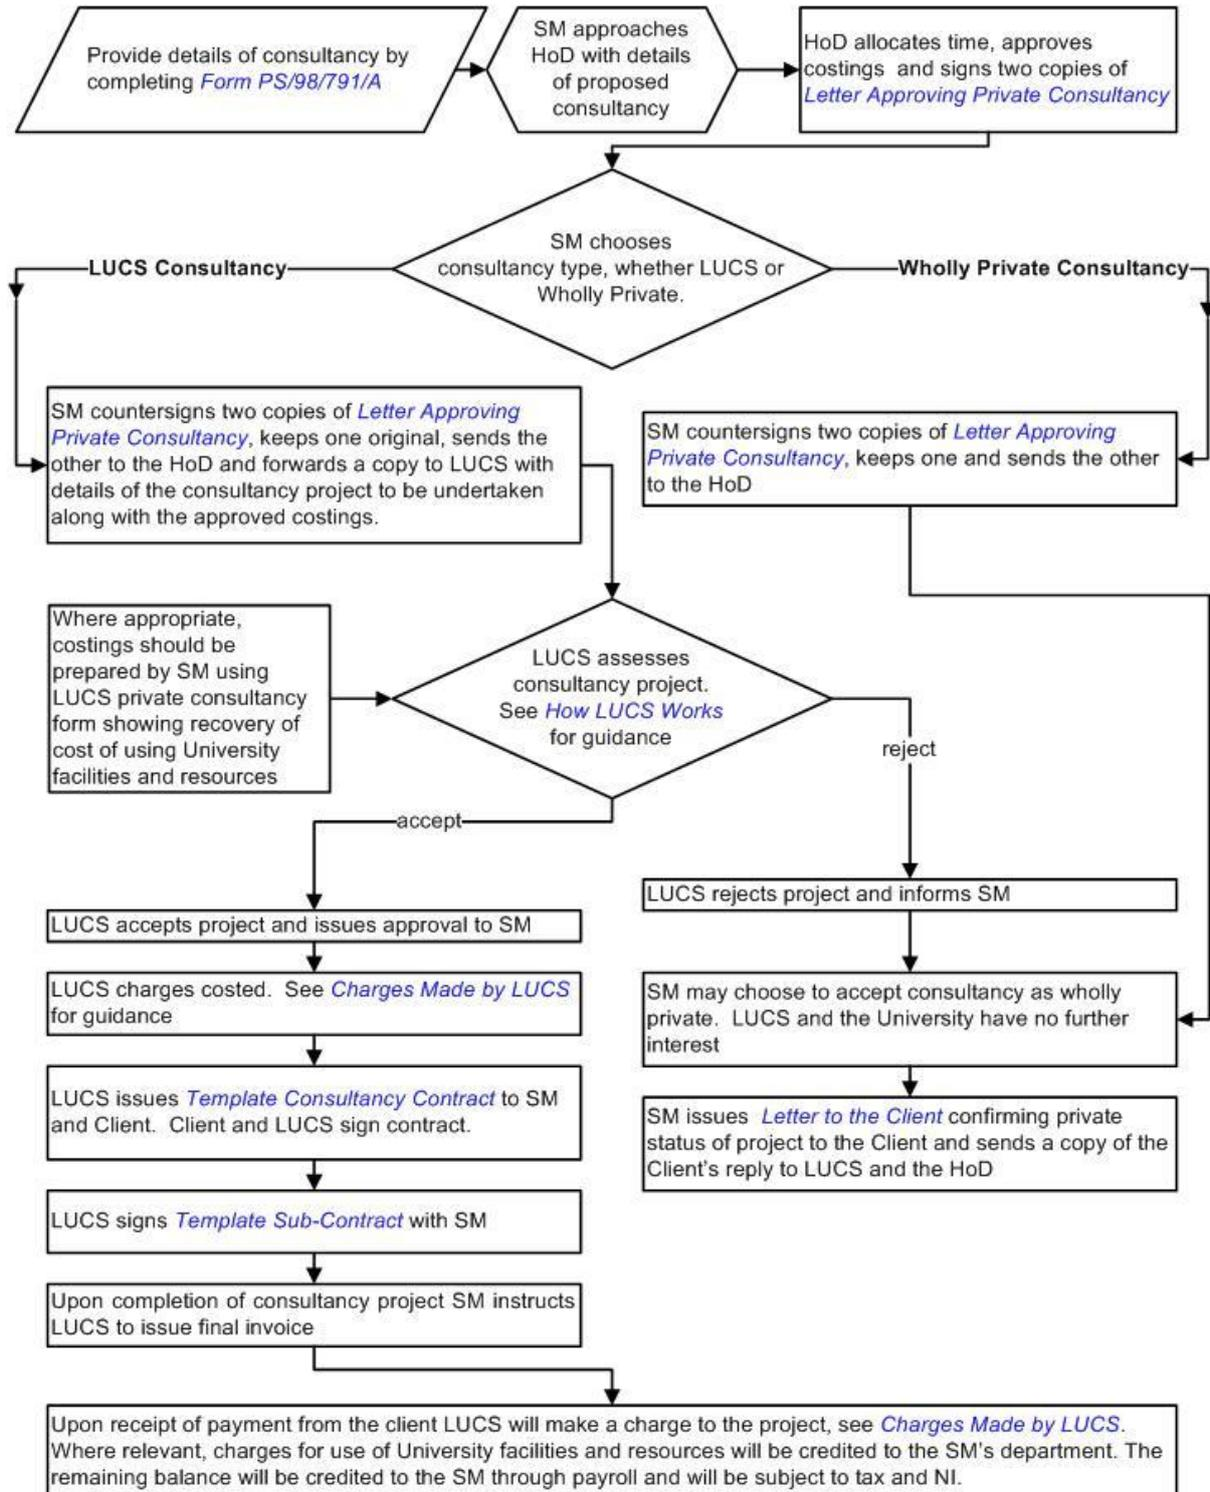 Provide details of consultancy by
completing Form PS/98/791/A
SM approaches
HoD with details
of proposed
consultancy
HoD allocates time, approves
costings and signs two copies of
Letter Approving Private Consultancy
SM chooses
consultancy type, whether LUCS or
Wholly Private.
LUCS Consultancy
Wholly Private Consultancy
SM countersigns two copies of Letter Approving
Private Consultancy, keeps one original, sends the
other to the HoD and forwards a copy to LUCS with
details of the consultancy project to be undertaken
along with the approved costings.
SM countersigns two copies of Letter Approving
Private Consultancy, keeps one and sends the other
to the HoD
Where appropriate,
costings should be
prepared by SM using
LUCS private consultancy
form showing recovery of
cost of using University
facilities and resources
LUCS assesses
consultancy project.
See How LUCS Works
for guidance
reject
accept
LUCS rejects project and informs SM
LUCS accepts project and issues approval to SM
LUCS charges costed. See Charges Made by LUCS
for guidance
SM may choose to accept consultancy as wholly
private. LUCS and the University have no further
interest
LUCS issues Template Consultancy Contract to SM
and Client. Client and LUCS sign contract.
SM issues Letter to the Client confirming private
status of project to the Client and sends a copy of the
Client's reply to LUCS and the HoD
LUCS signs Template Sub-Contract with SM
Upon completion of consultancy project SM instructs
LUCS to issue final invoice
Upon receipt of payment from the client LUCS will make a charge to the project, see Charges Made by LUCS.
Where relevant, charges for use of University facilities and resources will be credited to the SM's department. The
remaining balance will be credited to the SM through payroll and will be subject to tax and NI.